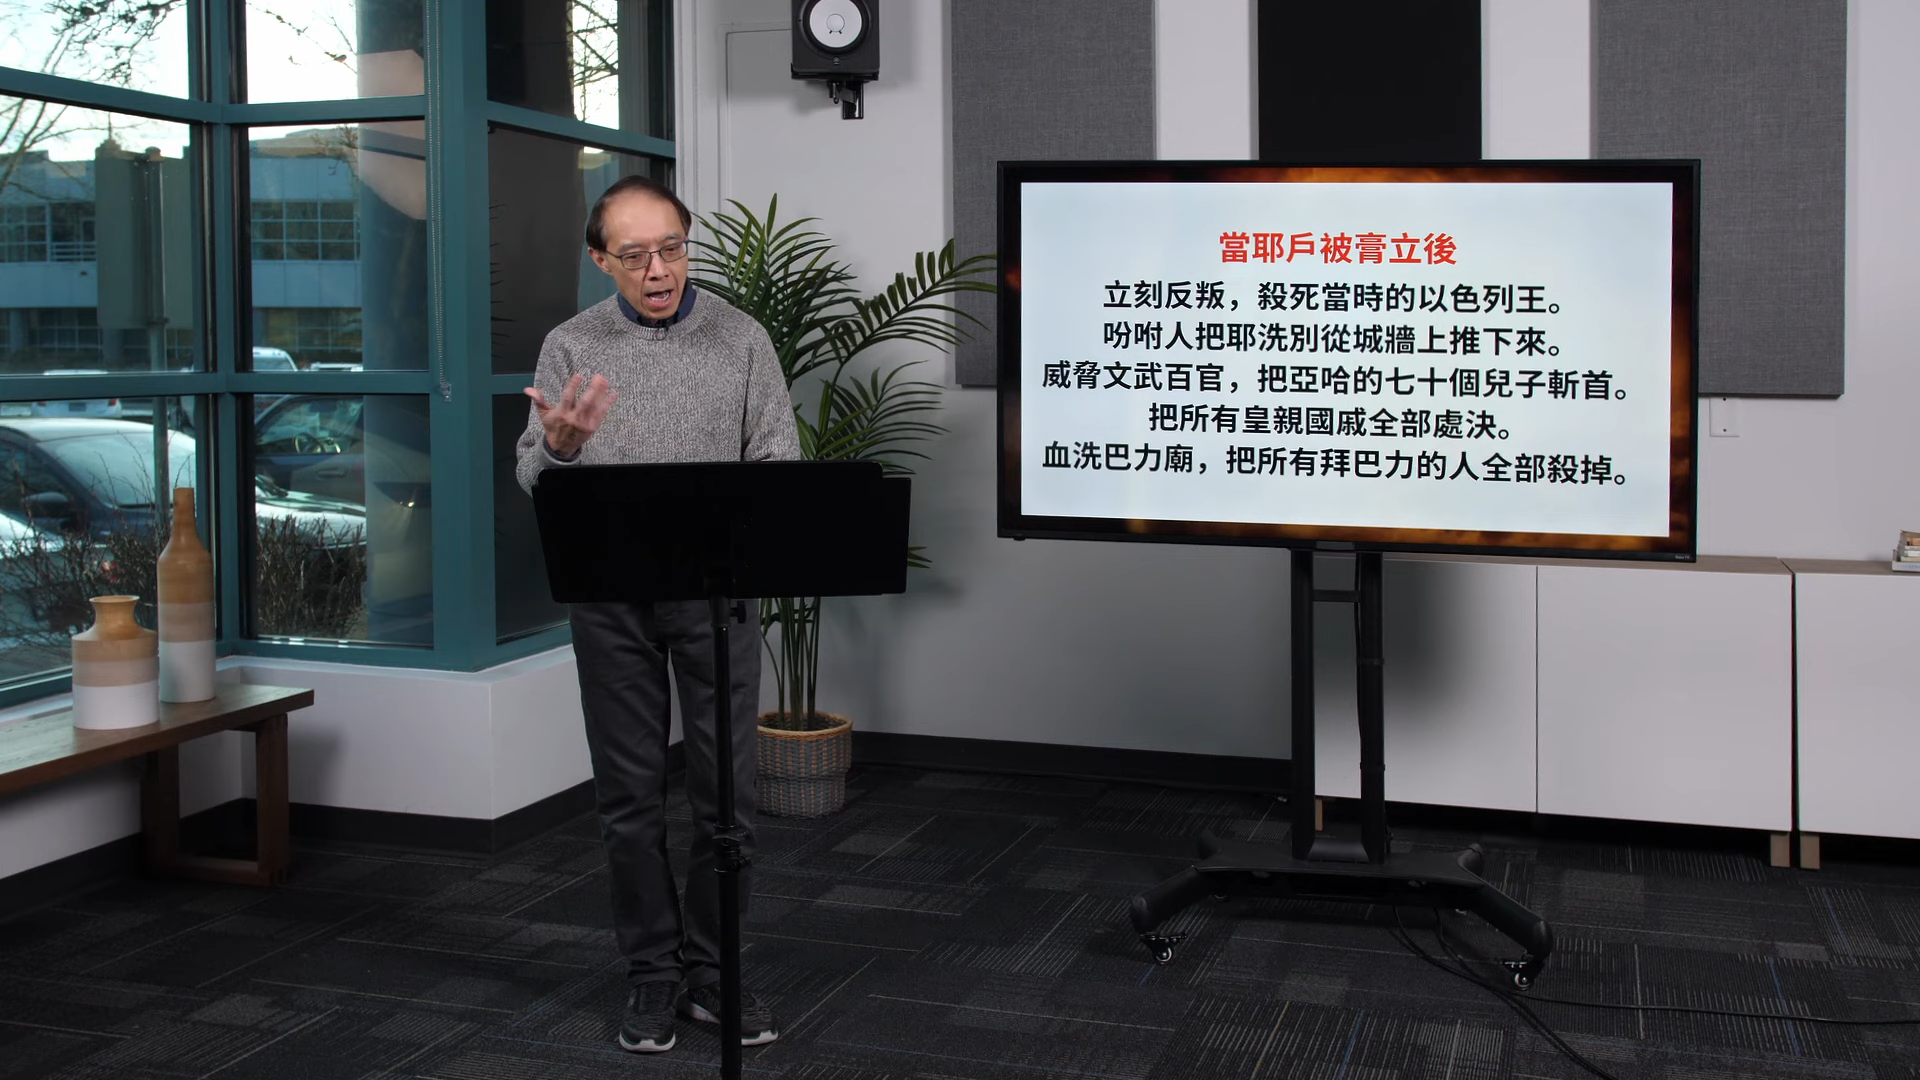 當耶戶被膏立後
立刻反叛，殺死當時的以色列王。
吩咐人把耶洗別從城牆上推下來。
威脅文武百官，把亞哈的七十個兒子斬首。
把所有皇親國戚全部處決。
血洗巴力廟，把所有拜巴力的人全部殺掉。